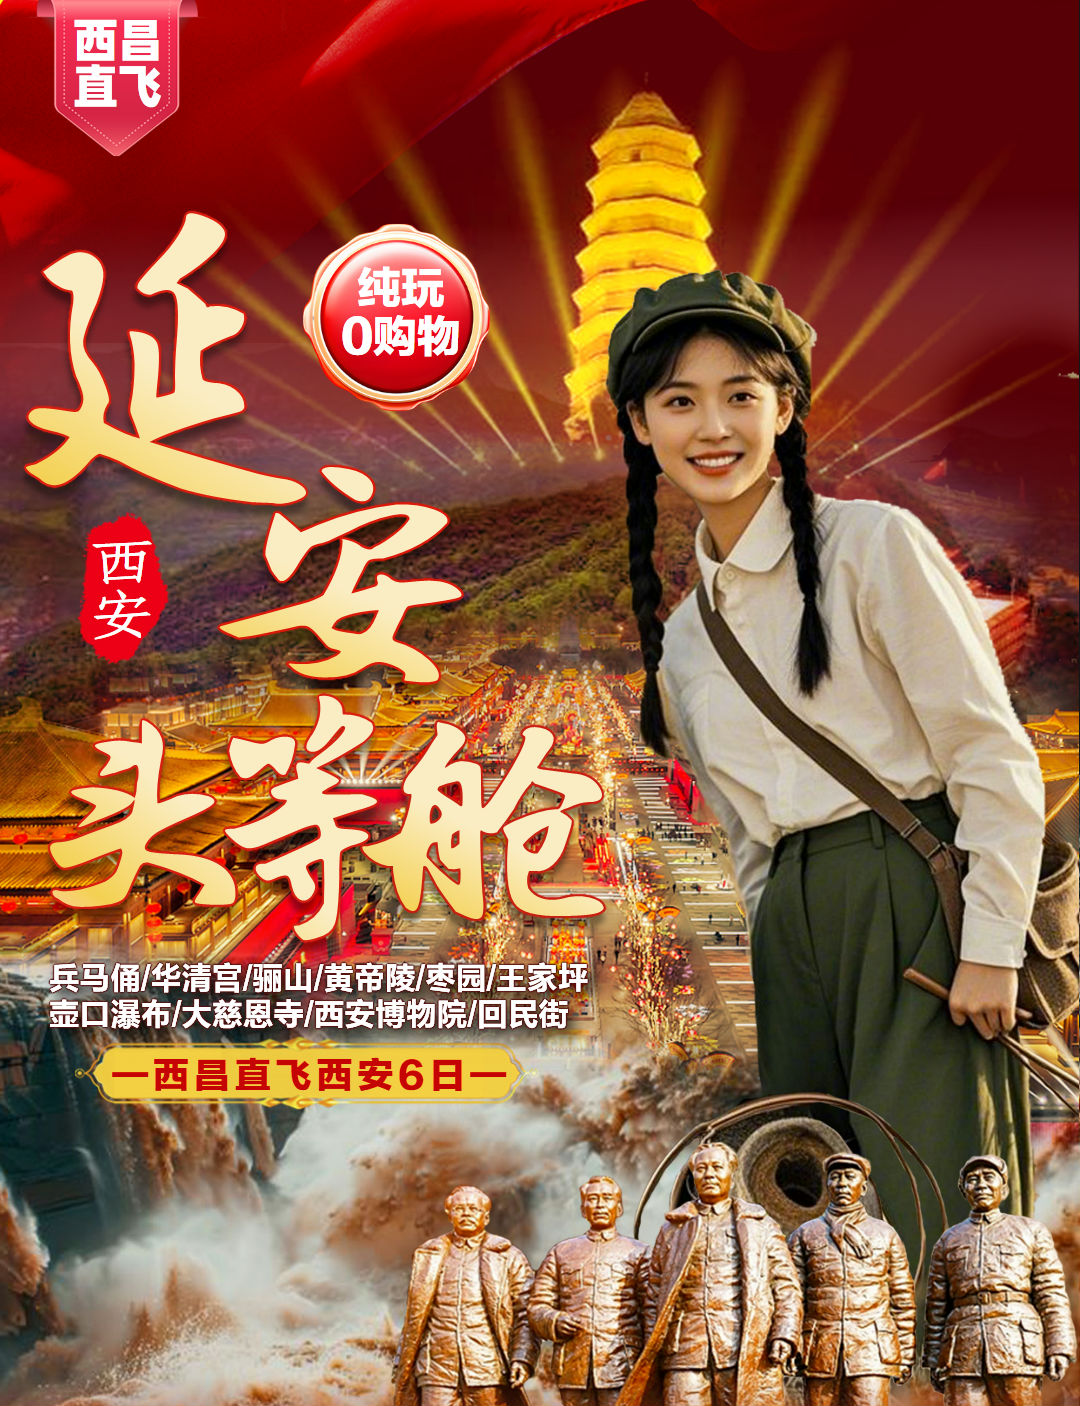 西昌
直飞
纯玩
0购物
延安
西安
头等舱
兵马俑/华清宫/骊山/黄帝陵/枣园/王家坪
壶口瀑布/大慈恩寺/西安博物院/回民街
—西昌直飞西安6日—